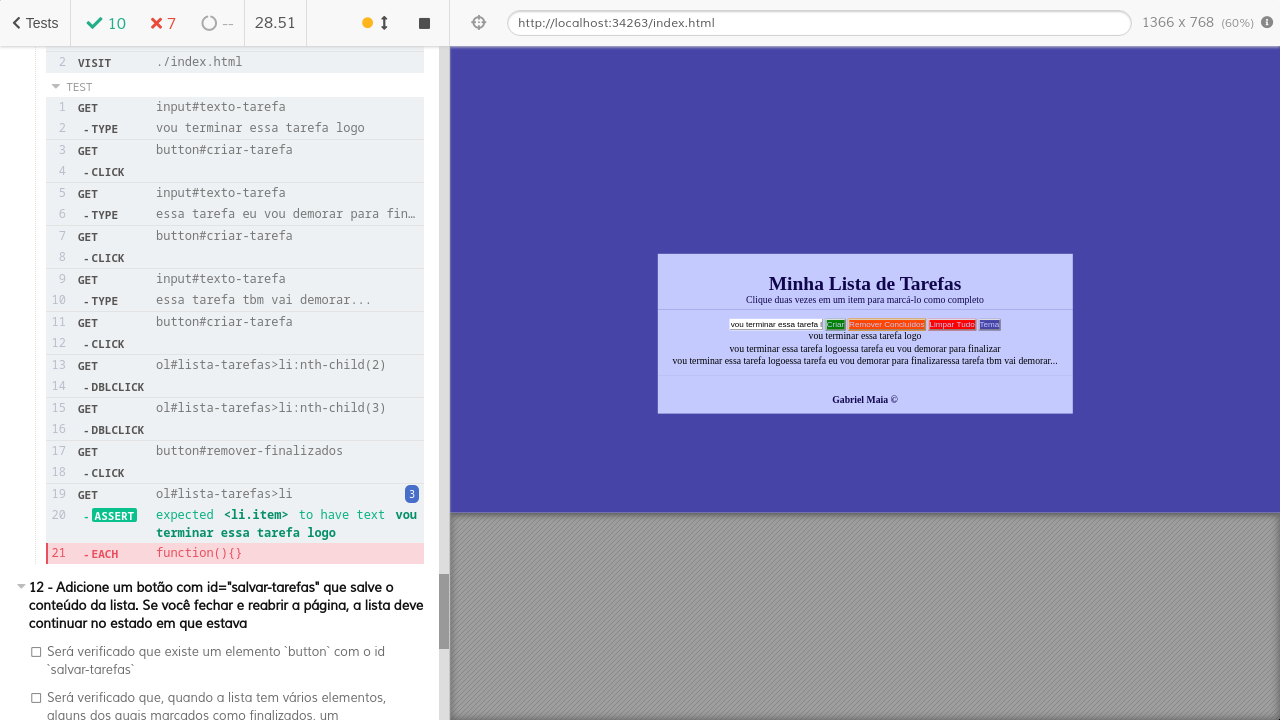 Tests
10
7
--
28.51
http://localhost:34263/index.html
1366 x 768 (60%)
2 VISIT ./index.html
TEST
1 GET input#texto-tarefa
2 - TYPE vou terminar essa tarefa logo
3 GET button#criar-tarefa
4 - CLICK
5 GET input#texto-tarefa
6 - TYPE essa tarefa eu vou demorar para fin…
7 GET button#criar-tarefa
8 - CLICK
9 GET input#texto-tarefa
10 - TYPE essa tarefa tbm vai demorar...
11 GET button#criar-tarefa
12 - CLICK
13 GET ol#lista-tarefas>li:nth-child(2)
14 - DBLCLICK
15 GET ol#lista-tarefas>li:nth-child(3)
16 - DBLCLICK
17 GET button#remover-finalizados
18 - CLICK
19 GET ol#lista-tarefas>li 3
20 - ASSERT expected <li.item> to have text vou
terminar essa tarefa logo
21 - EACH function(){}
12 - Adicione um botão com id="salvar-tarefas" que salve o
conteúdo da lista. Se você fechar e reabrir a página, a lista deve
continuar no estado em que estava
Será verificado que existe um elemento `button` com o id
`salvar-tarefas`
Será verificado que, quando a lista tem vários elementos,
alguns dos quais marcados como finalizados, um
Minha Lista de Tarefas
Clique duas vezes em um item para marcá-lo como completo
vou terminar essa tarefa l Criar Remover Concluidos Limpar Tudo Tema
vou terminar essa tarefa logo
vou terminar essa tarefa logoessa tarefa eu vou demorar para finalizar
vou terminar essa tarefa logoessa tarefa eu vou demorar para finalizaressa tarefa tbm vai demorar...
Gabriel Maia ©